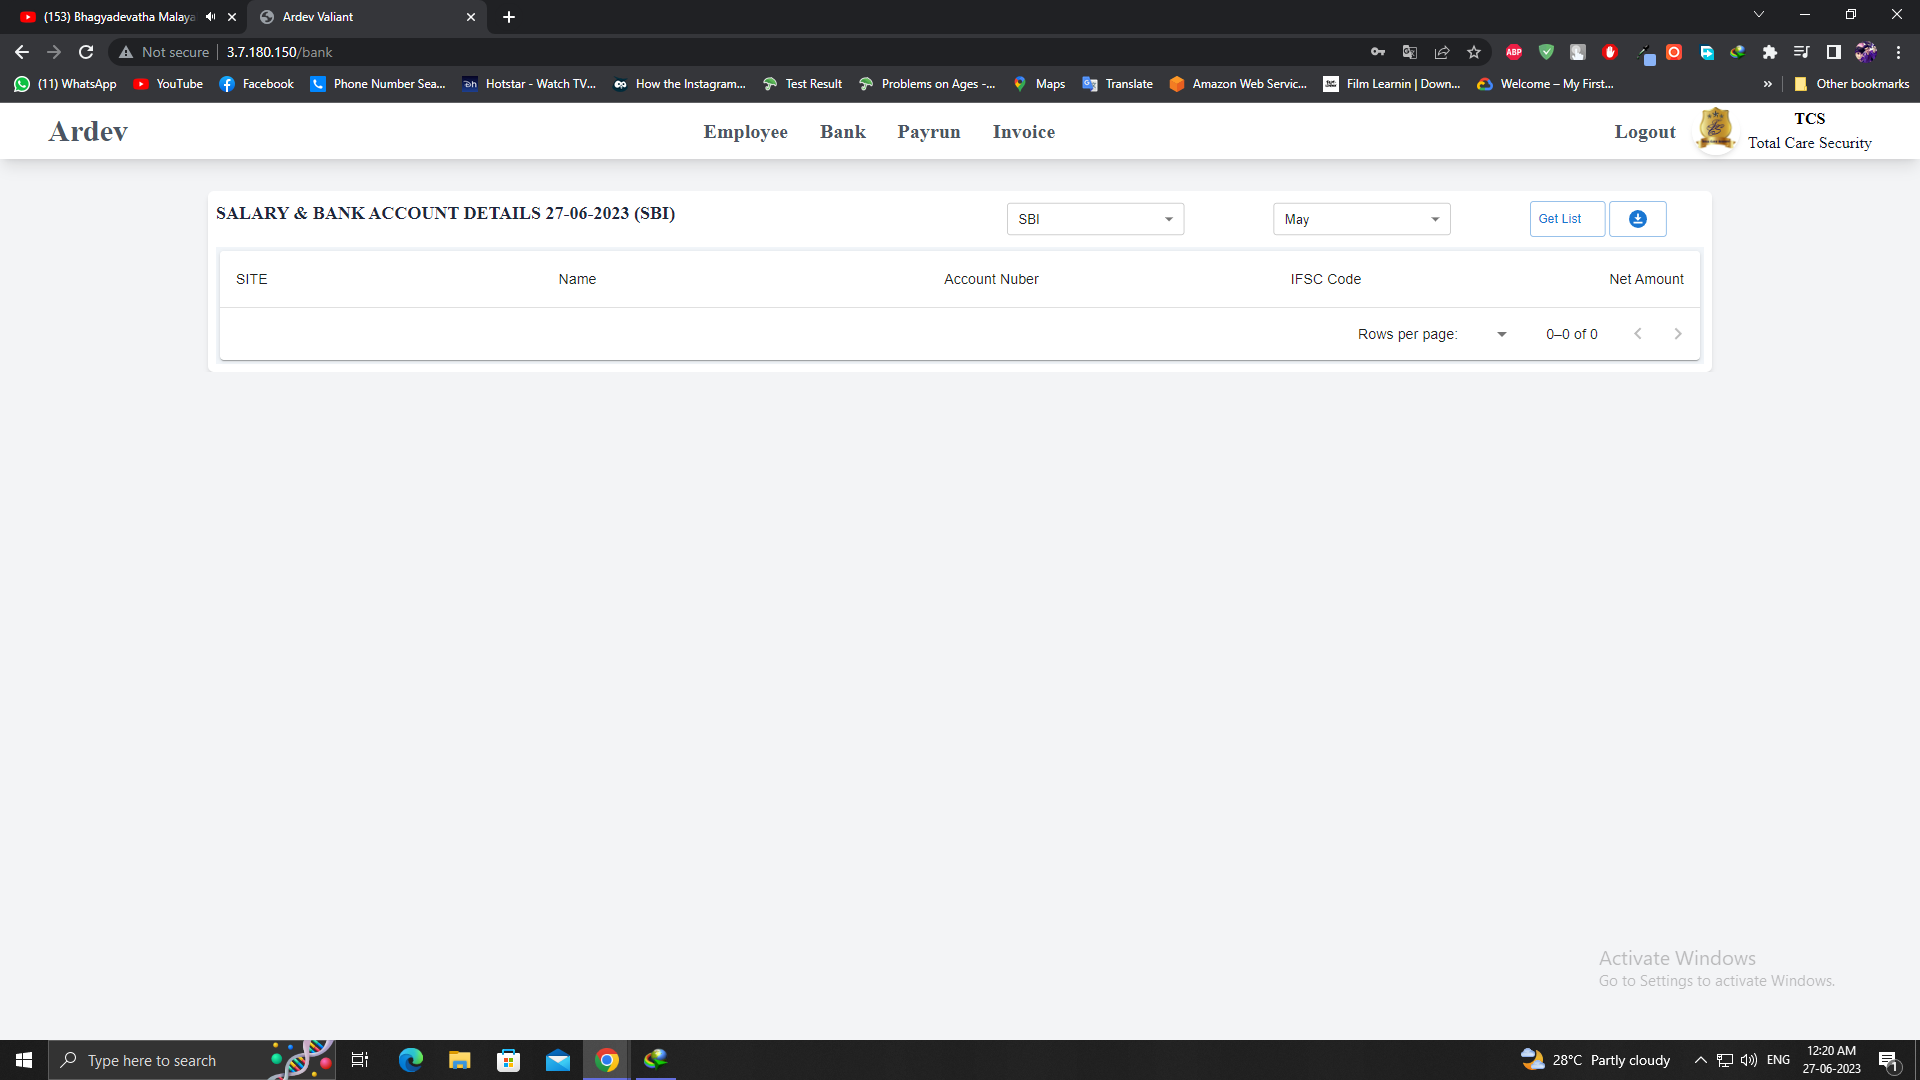 (153) Bhagyadevatha Malaya
Ardev Valiant
Not secure
3.7.180.150/bank
ABP
(11) WhatsApp
YouTube
Facebook
Phone Number Sea...
Hotstar - Watch TV...
How the Instagram...
Test Result
Problems on Ages -...
Maps
Translate
Amazon Web Servic...
Film Learnin | Down...
Welcome – My First...
»
Other bookmarks
Ardev
Employee
Bank
Payrun
Invoice
Logout
TCS
Total Care Security
SALARY & BANK ACCOUNT DETAILS 27-06-2023 (SBI)
SBI
May
Get List
SITE
Name
Account Nuber
IFSC Code
Net Amount
Rows per page:
0–0 of 0
Activate Windows
Go to Settings to activate Windows.
Type here to search
28°C Partly cloudy
ENG
12:20 AM
27-06-2023
1